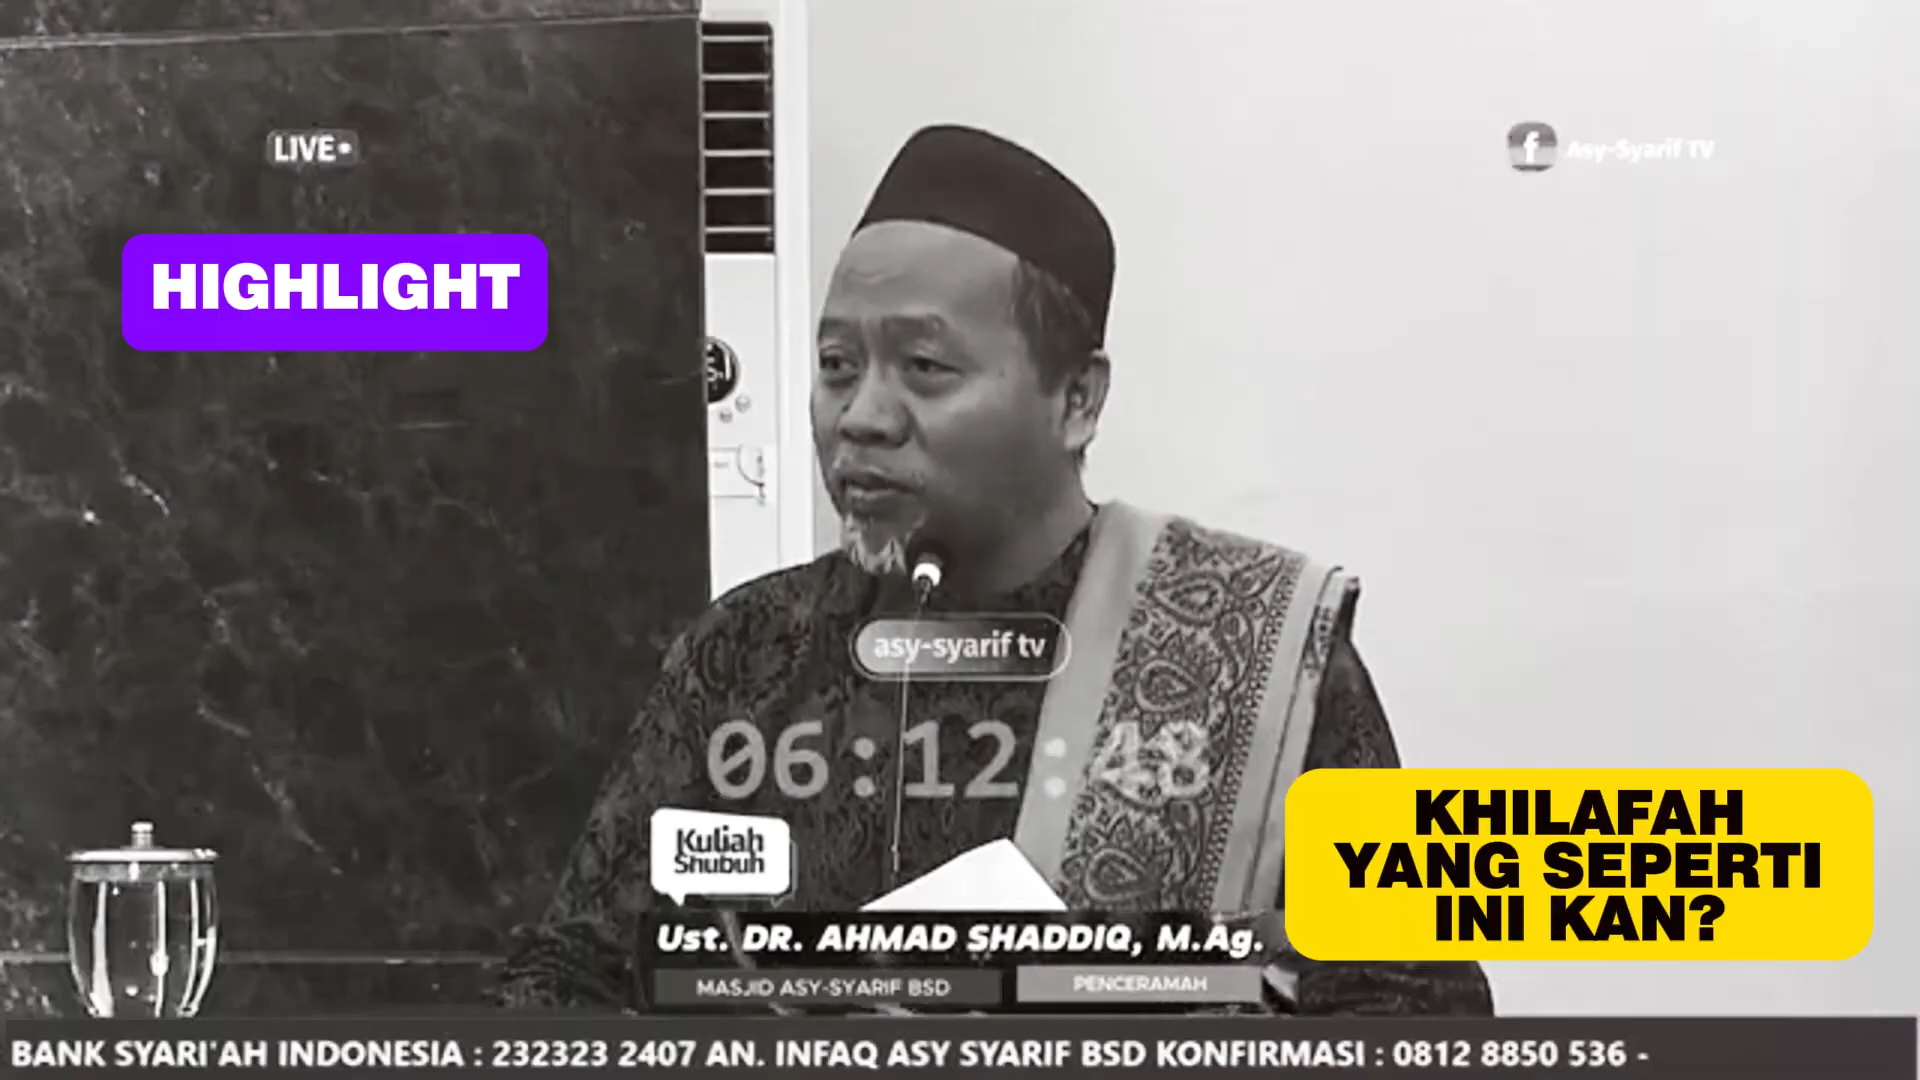 LIVE
Asy-Syarif TV
HIGHLIGHT
asy-syarif tv
06:12:48
Kuliah
Shubuh
KHILAFAH
YANG SEPERTI
INI KAN?
Ust. DR. AHMAD SHADDIQ, M.Ag.
MASJID ASY-SYARIF BSD
PENCERAMAH
BANK SYARI'AH INDONESIA : 232323 2407 AN. INFAQ ASY SYARIF BSD KONFIRMASI : 0812 8850 536 -